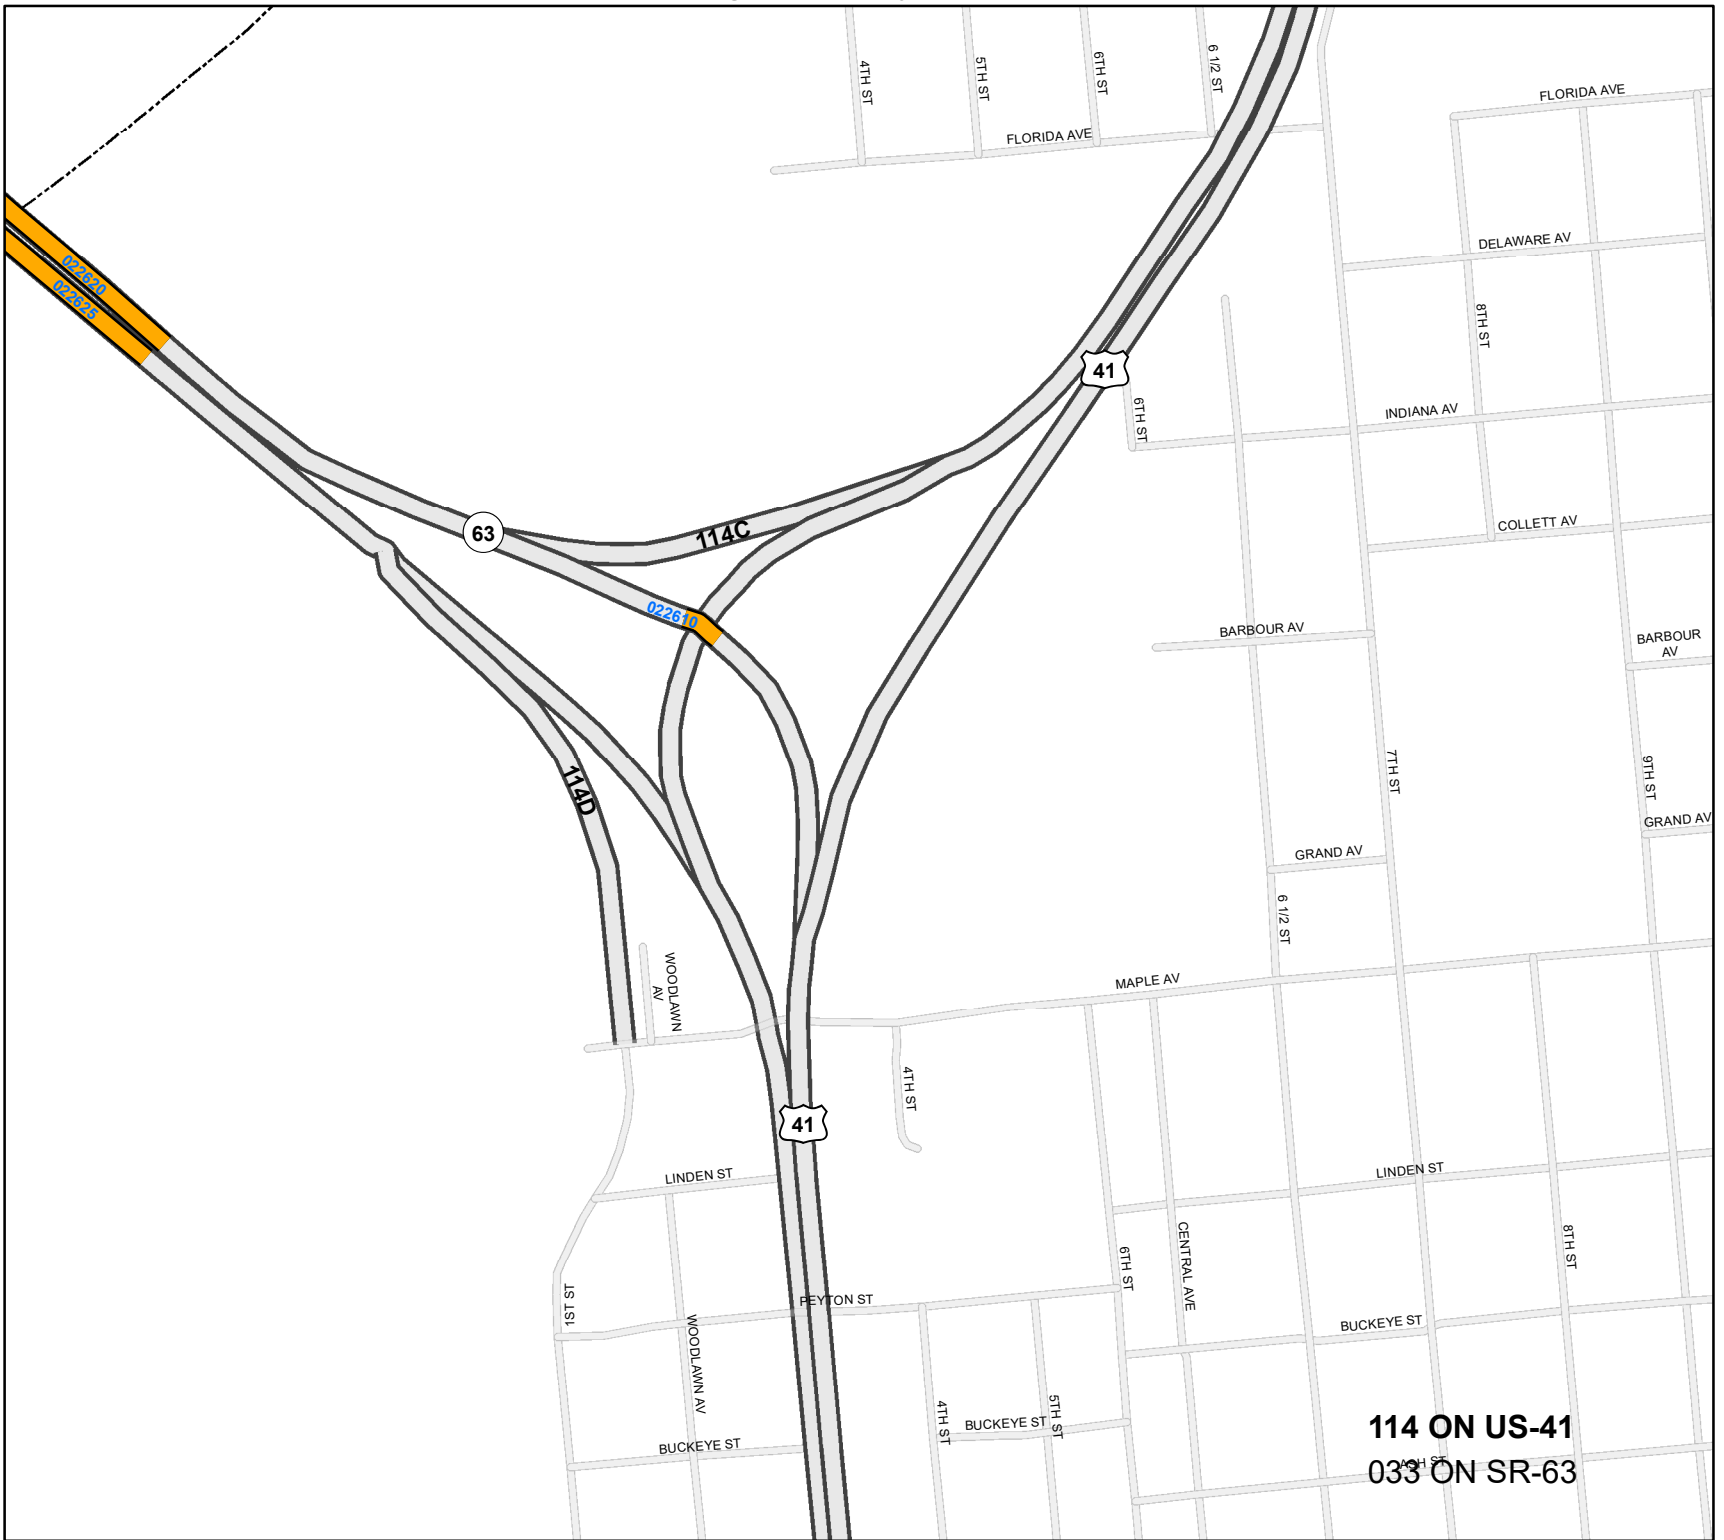 4TH ST
5TH ST
6TH ST
6 1/2 ST
FLORIDA AVE
FLORIDA AVE
DELAWARE AV
022620
022625
8TH ST
41
6TH ST
INDIANA AV
63
114C
COLLETT AV
022610
BARBOUR AV
BARBOUR
AV
114D
7TH ST
9TH ST
GRAND AV
GRAND AV
6 1/2 ST
WOODLAWN
AV
MAPLE AV
4TH ST
41
LINDEN ST
LINDEN ST
6TH ST
CENTRAL AVE
8TH ST
1ST ST
PEYTON ST
WOODLAWN AV
BUCKEYE ST
4TH ST
5TH ST
BUCKEYE ST
BUCKEYE ST
114 ON US-41
ASH ST
033 ON SR-63